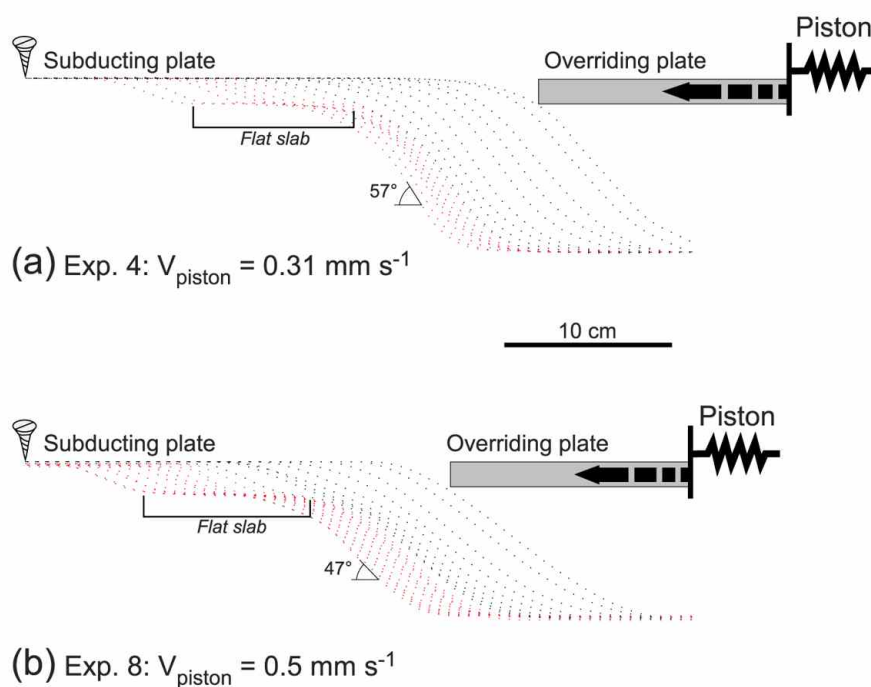 Piston
Subducting plate
Overriding plate
Flat slab
57°
(a) Exp. 4: Vpiston = 0.31 mm s-1
10 cm
Piston
Subducting plate
Overriding plate
Flat slab
47°
(b) Exp. 8: Vpiston = 0.5 mm s-1